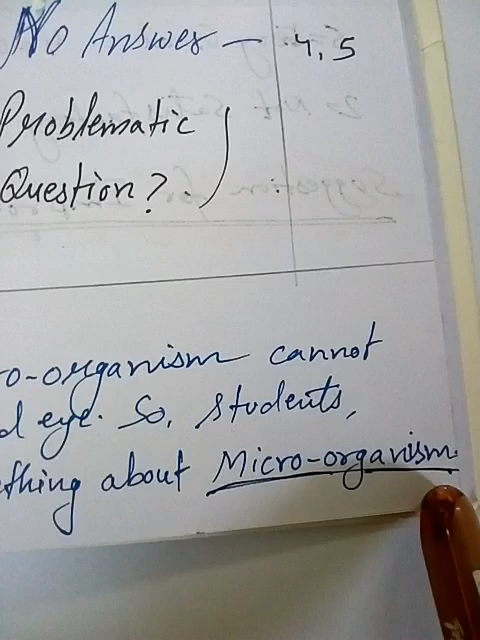 No Answer — 4, 5
Problematic
Question?
o-organism cannot
d eye. So, students,
thing about Micro-organism.